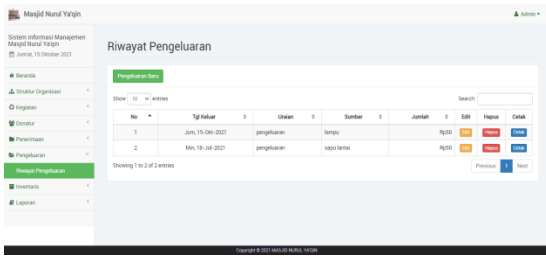 Masjid Nurul Ya'qin
Admin
Sistem Informasi Manajemen
Masjid Nurul Ya'qin
Jum'at, 15 Oktober 2021
Riwayat Pengeluaran
Beranda
Struktur Organisasi
Kegiatan
Donatur
Penerimaan
Pengeluaran
Riwayat Pengeluaran
Inventaris
Laporan
Pengeluaran Baru
Show 10 entries
Search:
No Tgl Keluar Uraian Sumber Jumlah Edit Hapus Cetak
1 Jum, 15-Okt-2021 pengeluaran lampu Rp50 Edit Hapus Cetak
2 Min, 18-Jul-2021 pengeluaran sapu lantai Rp50 Edit Hapus Cetak
Showing 1 to 2 of 2 entries
Previous 1 Next
Copyright © 2021 MASJID NURUL YA'QIN